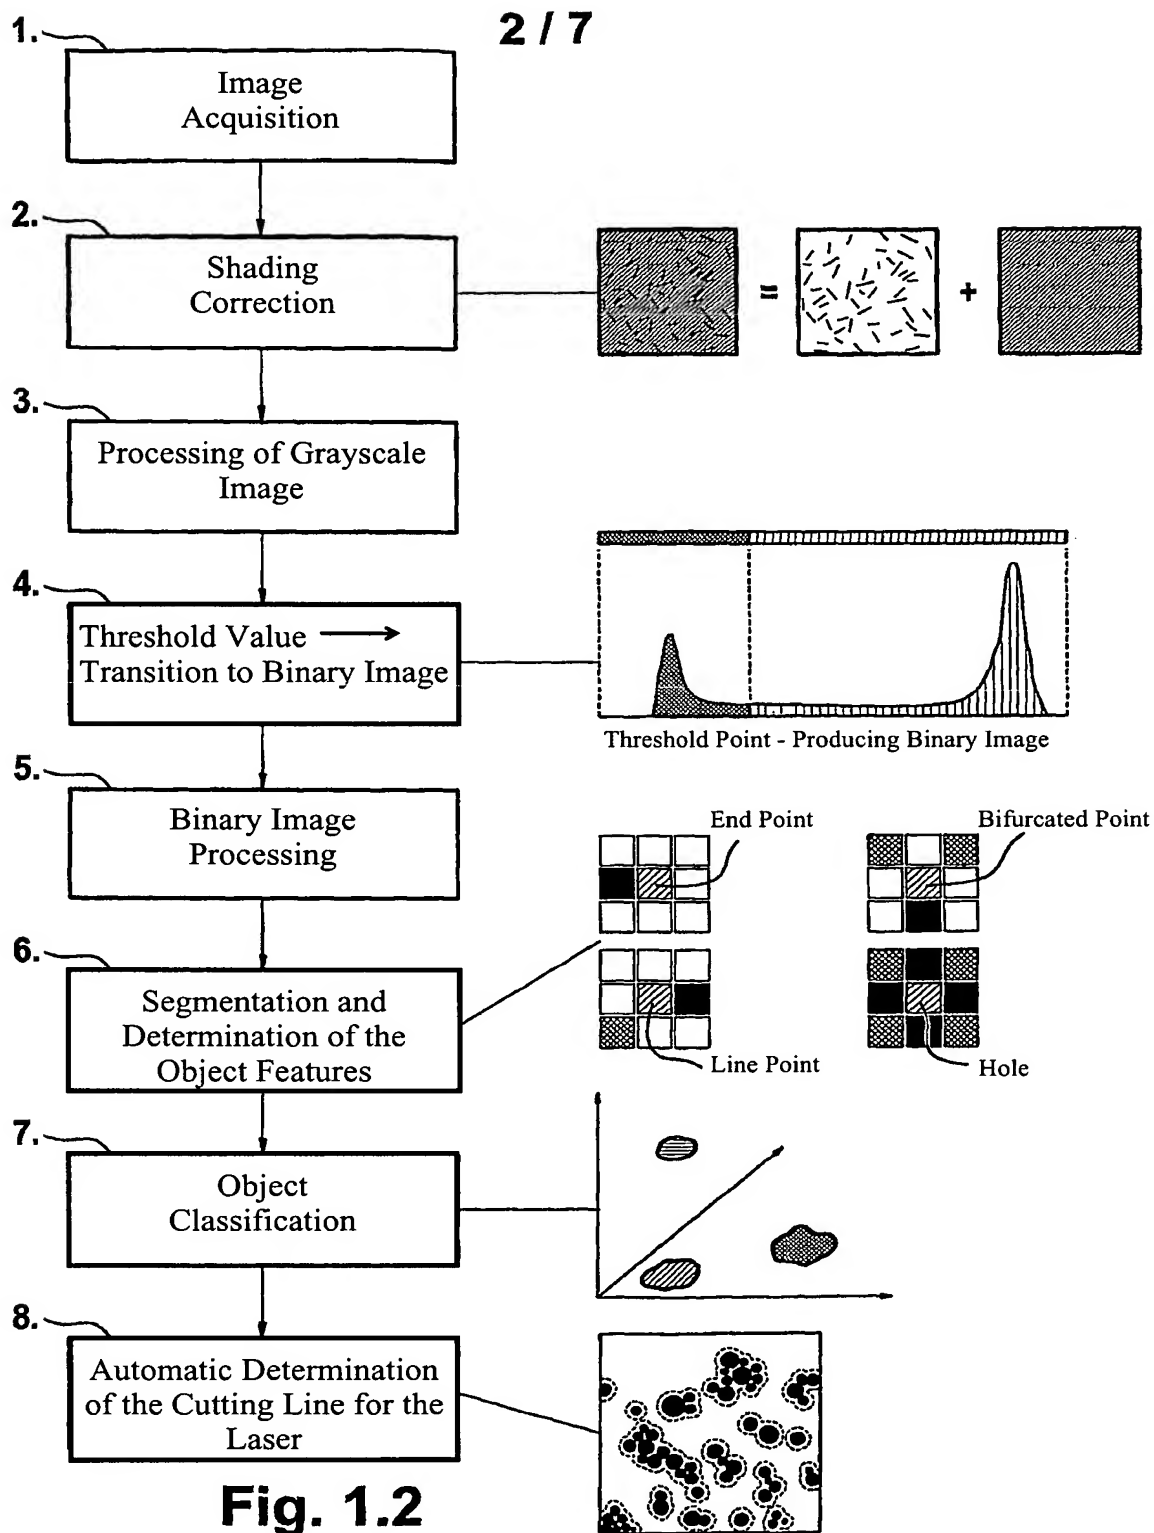 2 / 7
1.
Image
Acquisition
2.
Shading
Correction
=
+
3.
Processing of Grayscale
Image
4.
Threshold Value ⟶
Transition to Binary Image
Threshold Point - Producing Binary Image
5.
Binary Image
Processing
End Point
Bifurcated Point
6.
Segmentation and
Determination of the
Object Features
Line Point
Hole
7.
Object
Classification
8.
Automatic Determination
of the Cutting Line for the
Laser
Fig. 1.2